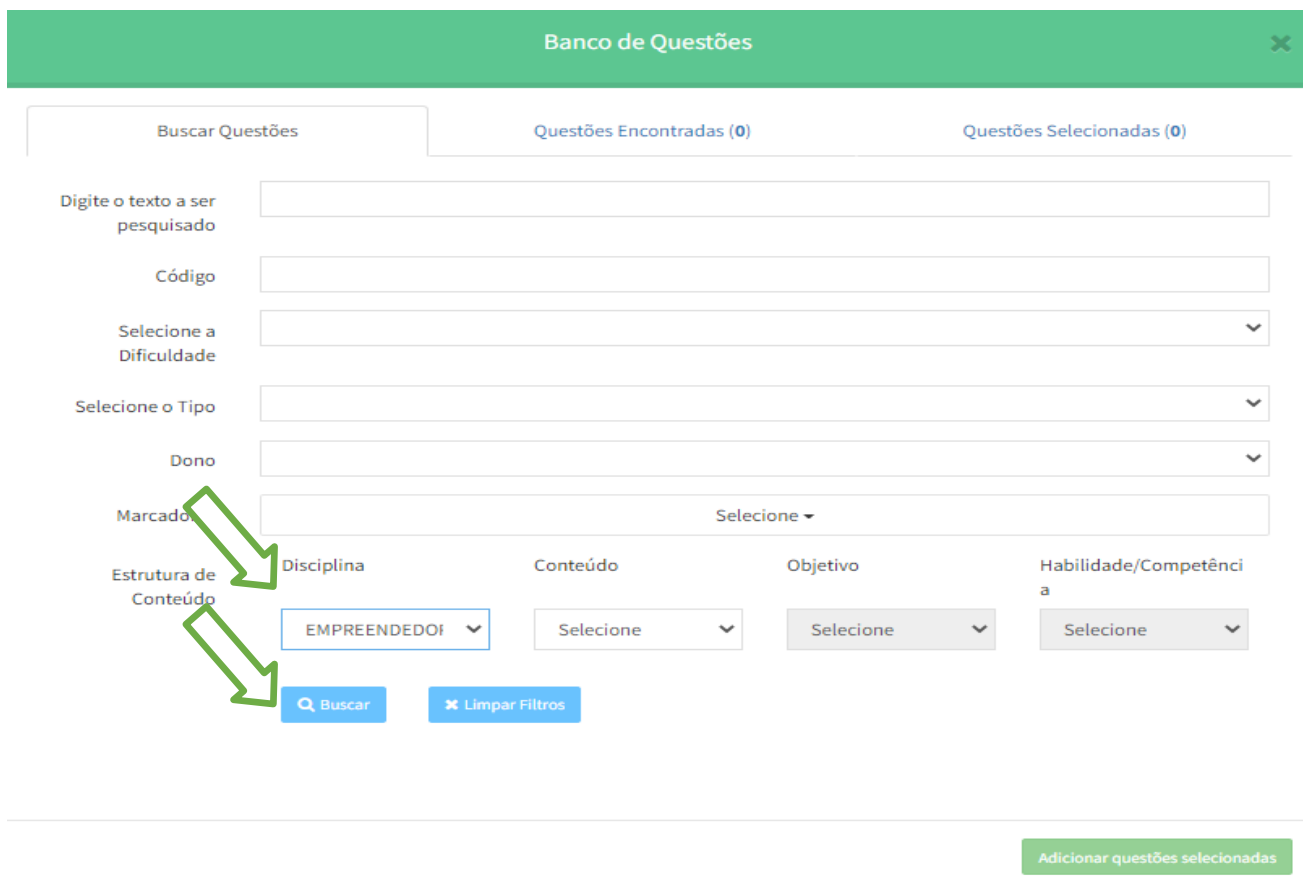 Banco de Questões
Buscar Questões
Questões Encontradas (0)
Questões Selecionadas (0)
Digite o texto a ser
pesquisado
Código
Selecione a
Dificuldade
Selecione o Tipo
Dono
Marcado
Selecione
Estrutura de
Conteúdo
Disciplina
Conteúdo
Objetivo
Habilidade/Competênci
a
EMPREENDEDOR
Selecione
Selecione
Selecione
Buscar
Limpar Filtros
Adicionar questões selecionadas